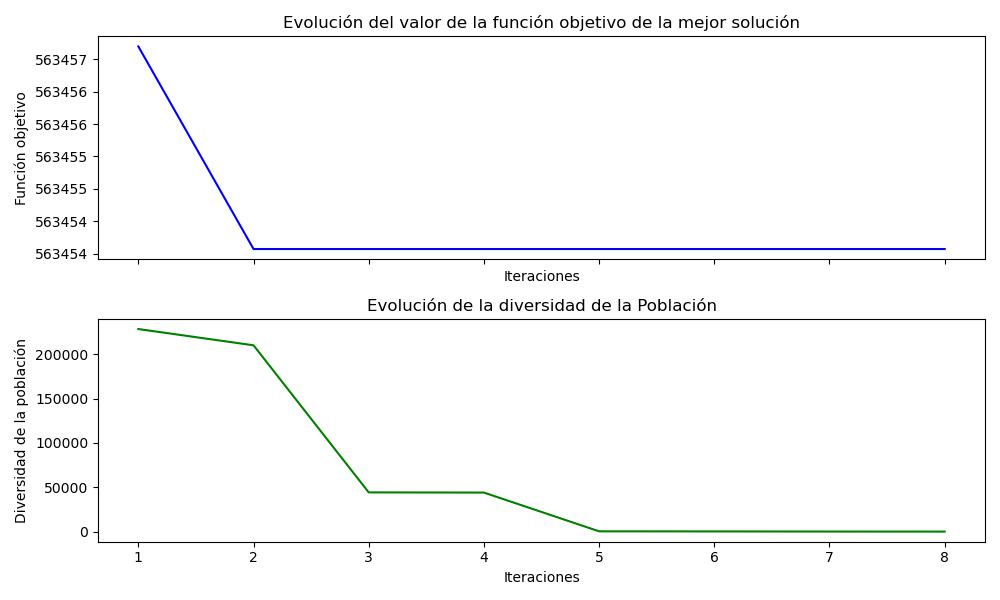 Evolución del valor de la función objetivo de la mejor solución
Función objetivo
563457
563456
563456
563455
563455
563454
563454
Iteraciones
Evolución de la diversidad de la Población
Diversidad de la población
200000
150000
100000
50000
0
1 2 3 4 5 6 7 8
Iteraciones